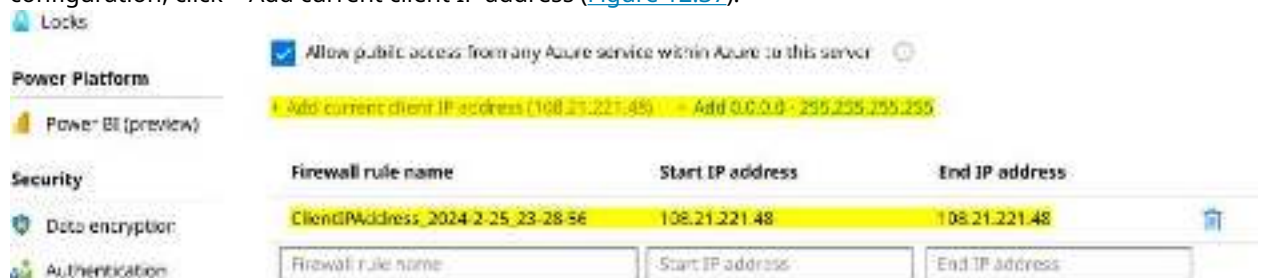 configuration, click + Add current client IP address (Figure 12.37).
Locks
Allow public access from any Azure service within Azure to this server
Power Platform
+ Add current client IP address (108.21.221.48) + Add 0.0.0.0 - 255.255.255.255
Power BI (preview)
Security
Firewall rule name Start IP address End IP address
Data encryption
ClientIPAddress_2024-2-25_23-28-56 108.21.221.48 108.21.221.48
Authentication
Firewall rule name Start IP address End IP address